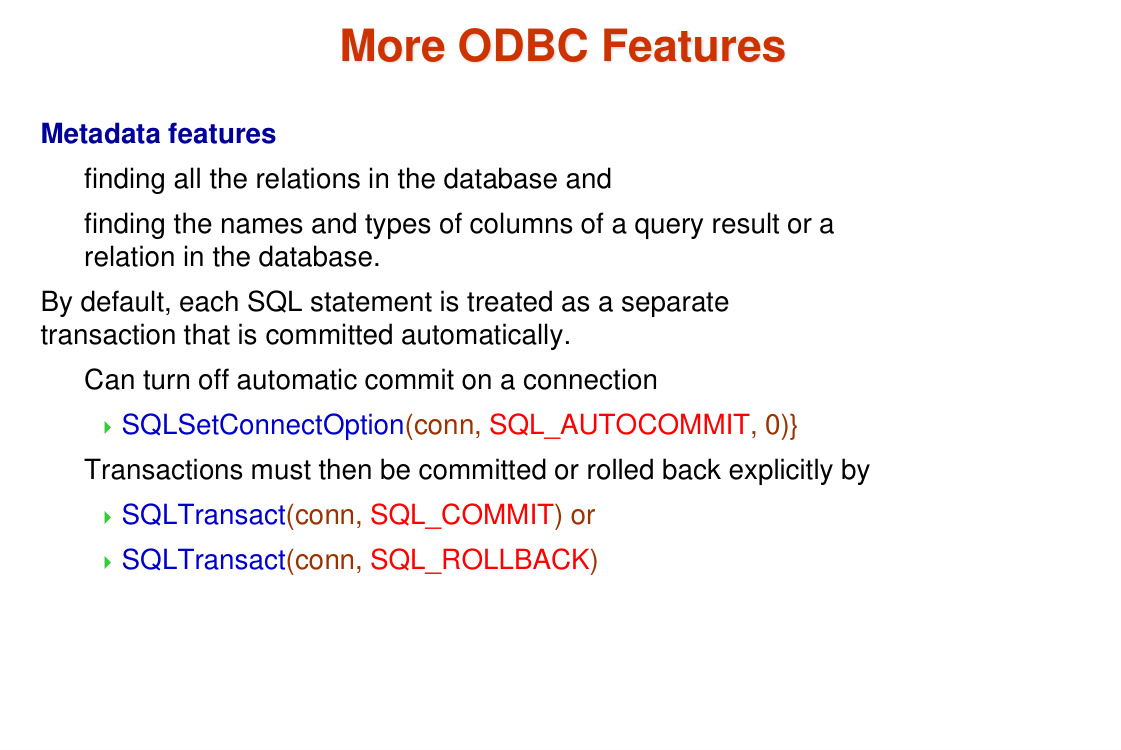 More ODBC Features
Metadata features
finding all the relations in the database and
finding the names and types of columns of a query result or a
relation in the database.
By default, each SQL statement is treated as a separate
transaction that is committed automatically.
Can turn off automatic commit on a connection
SQLSetConnectOption(conn, SQL_AUTOCOMMIT, 0)}
Transactions must then be committed or rolled back explicitly by
SQLTransact(conn, SQL_COMMIT) or
SQLTransact(conn, SQL_ROLLBACK)